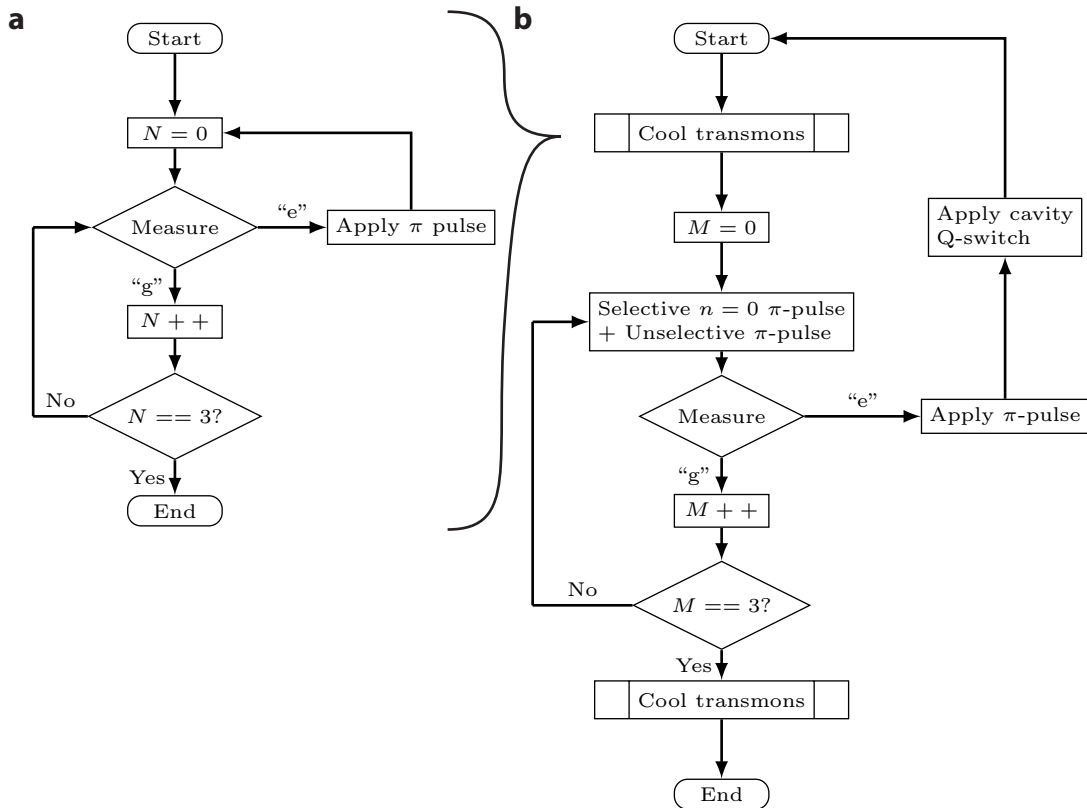 a
Start
N = 0
Measure
“e”
Apply π pulse
“g”
N + +
No
N == 3?
Yes
End
b
Start
Cool transmons
M = 0
Apply cavity
Q-switch
Selective n = 0 π-pulse
+ Unselective π-pulse
Measure
“e”
Apply π-pulse
“g”
M + +
No
M == 3?
Yes
Cool transmons
End